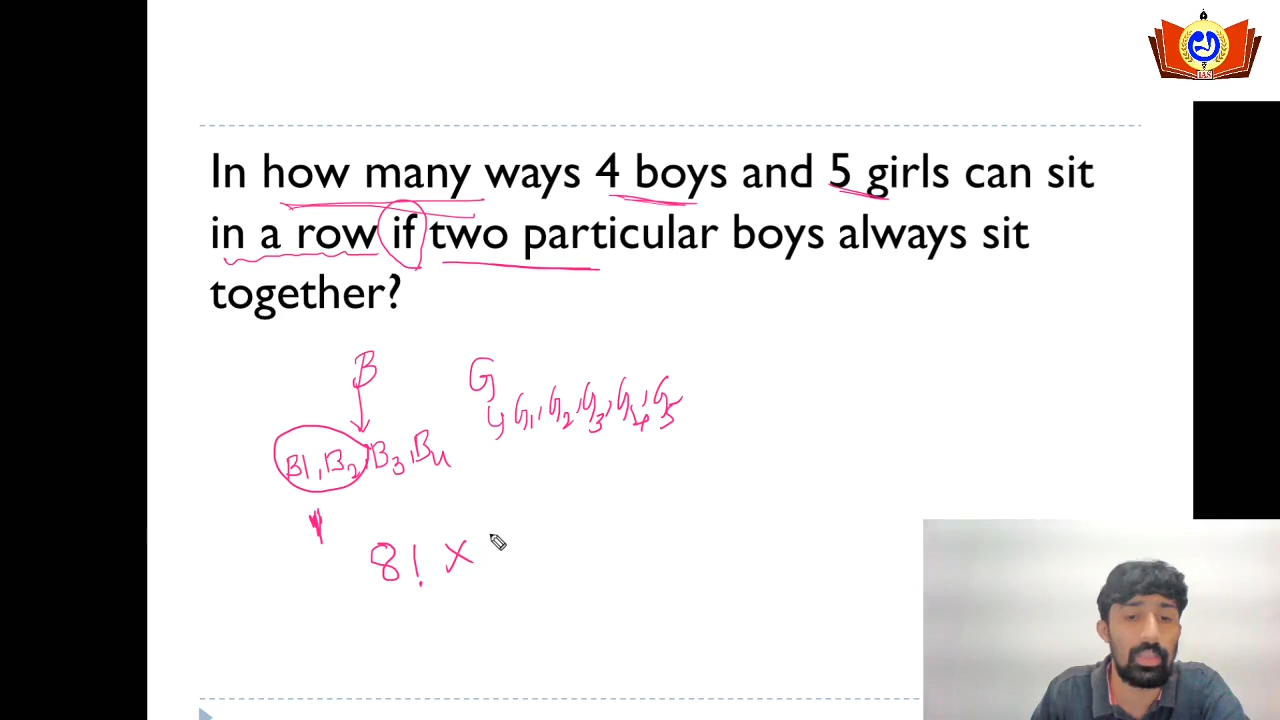 In how many ways 4 boys and 5 girls can sit
in a row if two particular boys always sit
together?
B
G
G1, G2, G3, G4, G5
B1, B2, B3, B4
8! ×